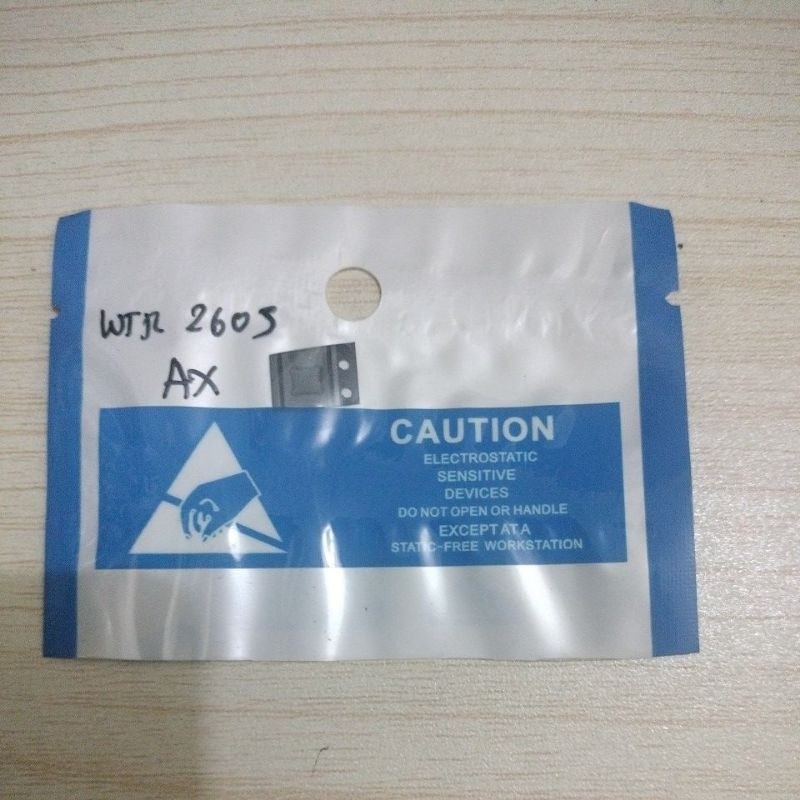 WTR 2605
AX
CAUTION
ELECTROSTATIC
SENSITIVE
DEVICES
DO NOT OPEN OR HANDLE
EXCEPT AT A
STATIC-FREE WORKSTATION